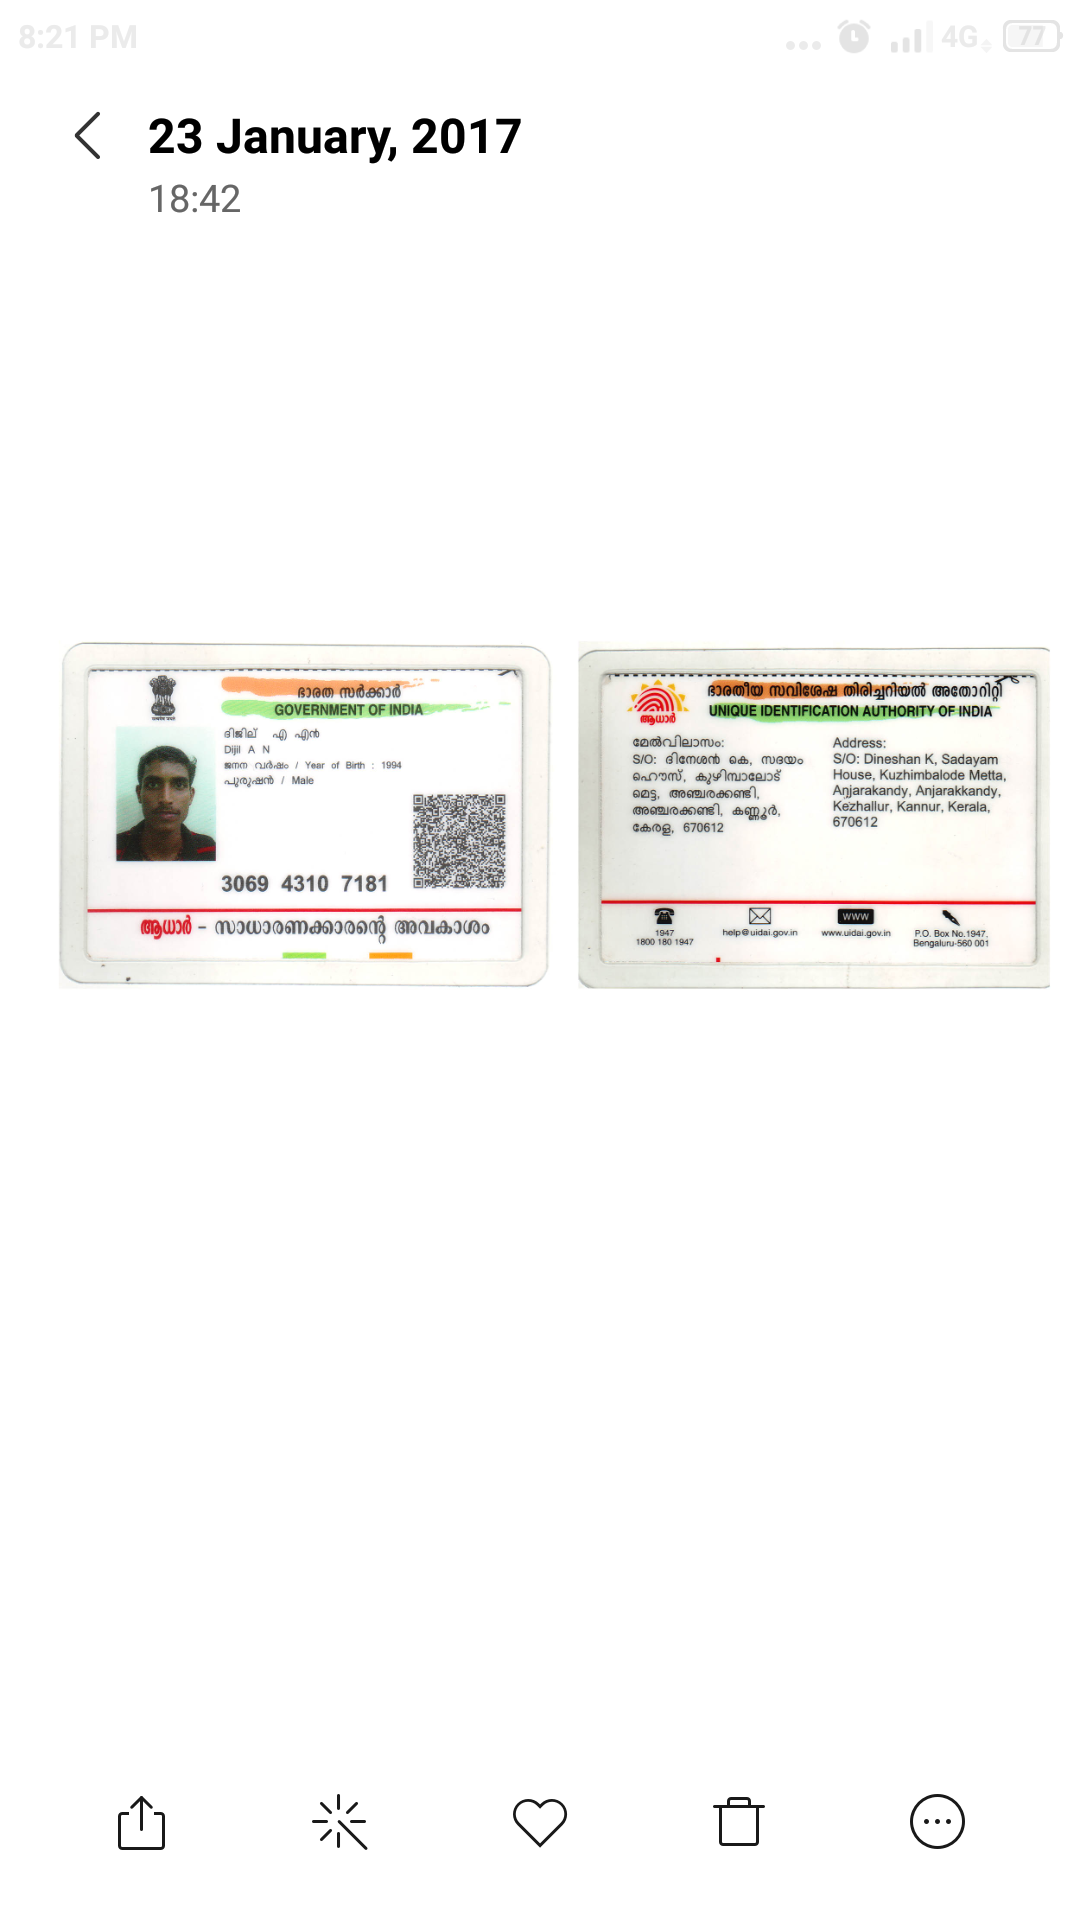 8:21 PM
4G 77
23 January, 2017
18:42
ഭാരത സർക്കാർ
GOVERNMENT OF INDIA
ദിജില് എ എൻ
Dijil A N
ജനന വർഷം / Year of Birth : 1994
പുരുഷൻ / Male
3069 4310 7181
ആധാർ - സാധാരണക്കാരന്റെ അവകാശം
ഭാരതീയ സവിശേഷ തിരിച്ചറിയൽ അതോറിറ്റി
UNIQUE IDENTIFICATION AUTHORITY OF INDIA
ആധാർ
മേൽവിലാസം:
S/O: ദിനേശൻ കെ, സദയം
ഹൌസ്, കുഴിമ്പാലോട്
മെട്ട, അഞ്ചരക്കണ്ടി,
അഞ്ചരക്കണ്ടി, കണ്ണൂർ,
കേരള, 670612
Address:
S/O: Dineshan K, Sadayam
House, Kuzhimbalode Metta,
Anjarakandy, Anjarakkandy,
Kezhallur, Kannur, Kerala,
670612
1947
1800 180 1947
help@uidai.gov.in
WWW
www.uidai.gov.in
P.O. Box No.1947,
Bengaluru-560 001